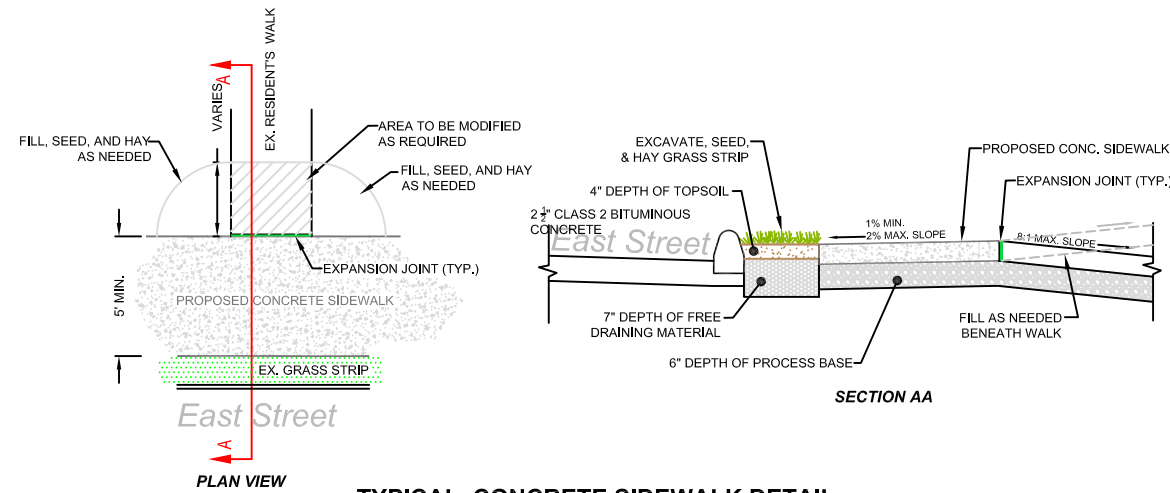 A
VARIES
EX. RESIDENT'S WALK
FILL, SEED, AND HAY
AS NEEDED
AREA TO BE MODIFIED
AS REQUIRED
FILL, SEED, AND HAY
AS NEEDED
EXPANSION JOINT (TYP.)
5' MIN.
PROPOSED CONCRETE SIDEWALK
EX. GRASS STRIP
East Street
A
PLAN VIEW
EXCAVATE, SEED,
& HAY GRASS STRIP
4" DEPTH OF TOPSOIL
2 ½" CLASS 2 BITUMINOUS
CONCRETE
East Street
1% MIN.
2% MAX. SLOPE
PROPOSED CONC. SIDEWALK
EXPANSION JOINT (TYP.)
8:1 MAX. SLOPE
7" DEPTH OF FREE
DRAINING MATERIAL
6" DEPTH OF PROCESS BASE
FILL AS NEEDED
BENEATH WALK
SECTION AA
TYPICAL CONCRETE SIDEWALK DETAIL